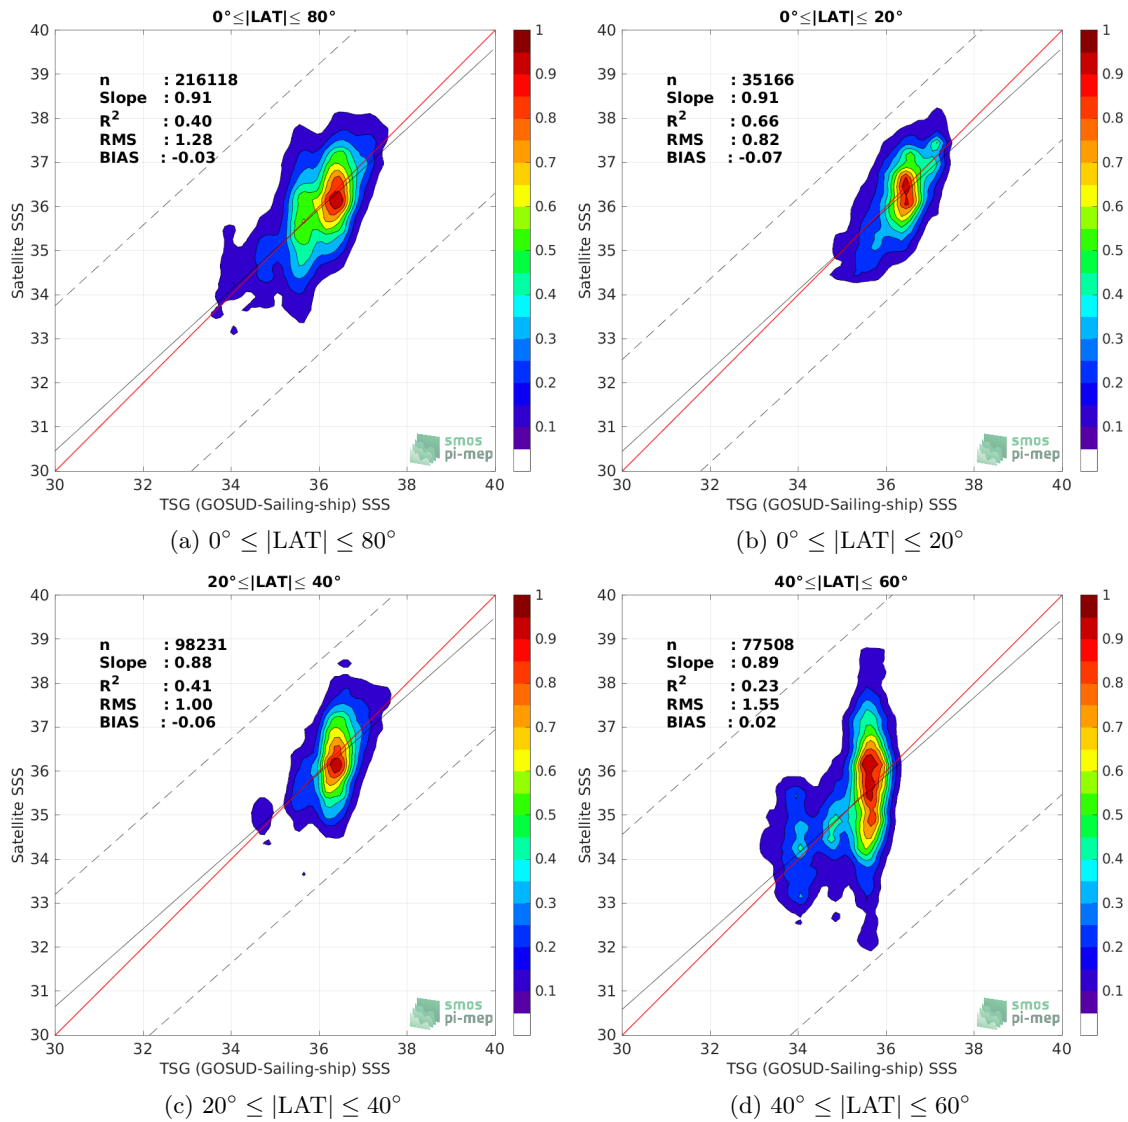 0°≤|LAT|≤ 80°
n : 216118
Slope : 0.91
R2 : 0.40
RMS : 1.28
BIAS : -0.03
40
39
38
37
36
35
34
33
32
31
30
30 32 34 36 38 40
Satellite SSS
TSG (GOSUD-Sailing-ship) SSS
1
0.9
0.8
0.7
0.6
0.5
0.4
0.3
0.2
0.1
smos
pi-mep
(a) 0° ≤ |LAT| ≤ 80°
0°≤|LAT|≤ 20°
n : 35166
Slope : 0.91
R2 : 0.66
RMS : 0.82
BIAS : -0.07
40
39
38
37
36
35
34
33
32
31
30
30 32 34 36 38 40
Satellite SSS
TSG (GOSUD-Sailing-ship) SSS
1
0.9
0.8
0.7
0.6
0.5
0.4
0.3
0.2
0.1
smos
pi-mep
(b) 0° ≤ |LAT| ≤ 20°
20°≤|LAT|≤ 40°
n : 98231
Slope : 0.88
R2 : 0.41
RMS : 1.00
BIAS : -0.06
40
39
38
37
36
35
34
33
32
31
30
30 32 34 36 38 40
Satellite SSS
TSG (GOSUD-Sailing-ship) SSS
1
0.9
0.8
0.7
0.6
0.5
0.4
0.3
0.2
0.1
smos
pi-mep
(c) 20° ≤ |LAT| ≤ 40°
40°≤|LAT|≤ 60°
n : 77508
Slope : 0.89
R2 : 0.23
RMS : 1.55
BIAS : 0.02
40
39
38
37
36
35
34
33
32
31
30
30 32 34 36 38 40
Satellite SSS
TSG (GOSUD-Sailing-ship) SSS
1
0.9
0.8
0.7
0.6
0.5
0.4
0.3
0.2
0.1
smos
pi-mep
(d) 40° ≤ |LAT| ≤ 60°